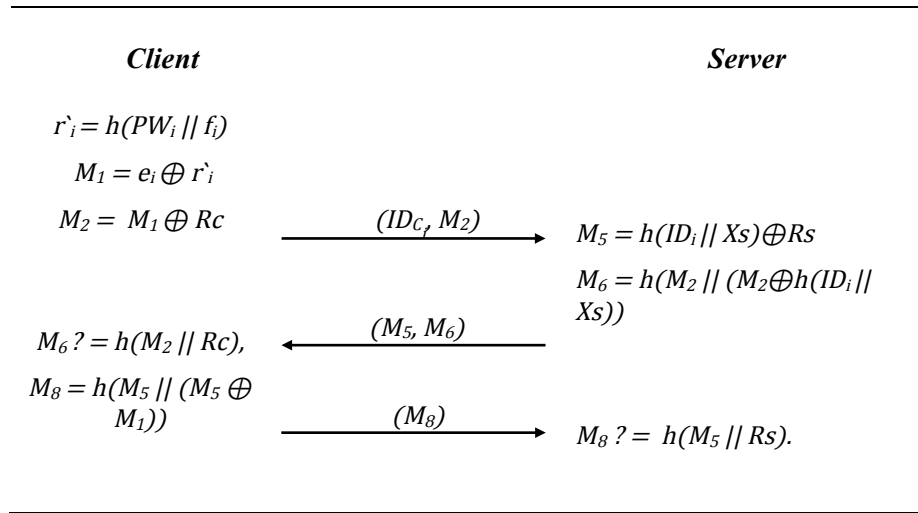 Client
Server
r`i = h(PWi || fi)
M1 = ei ⊕ r`i
M2 = M1 ⊕ Rc
(IDCi, M2)
M5 = h(IDi || Xs)⊕Rs
M6 = h(M2 || (M2⊕h(IDi ||
Xs))
(M5, M6)
M6 ? = h(M2 || Rc),
M8 = h(M5 || (M5 ⊕
M1))
(M8)
M8 ? = h(M5 || Rs).